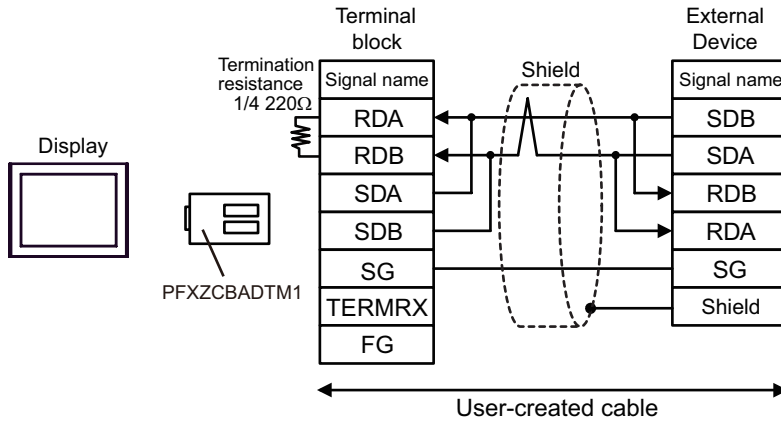 Terminal
block
External
Device
Termination
resistance
1/4 220Ω
Shield
Signal name
Signal name
RDA
SDB
Display
RDB
SDA
SDA
RDB
SDB
RDA
SG
SG
PFXZCBADTM1
TERMRX
Shield
FG
User-created cable